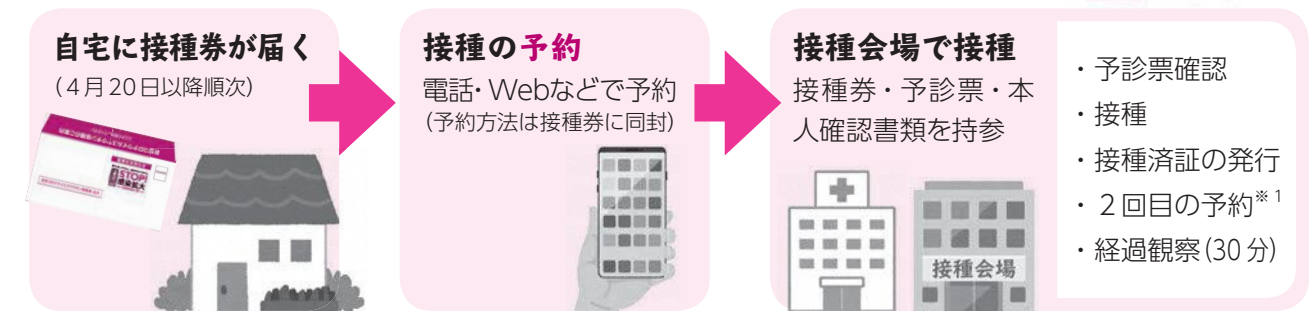 自宅に接種券が届く
(4月20日以降順次)
STOP!
感染拡大
接種の予約
電話・Webなどで予約
(予約方法は接種券に同封)
接種会場で接種
接種券・予診票・本
人確認書類を持参
接種会場
・予診票確認
・接種
・接種済証の発行
・2回目の予約※1
・経過観察(30分)